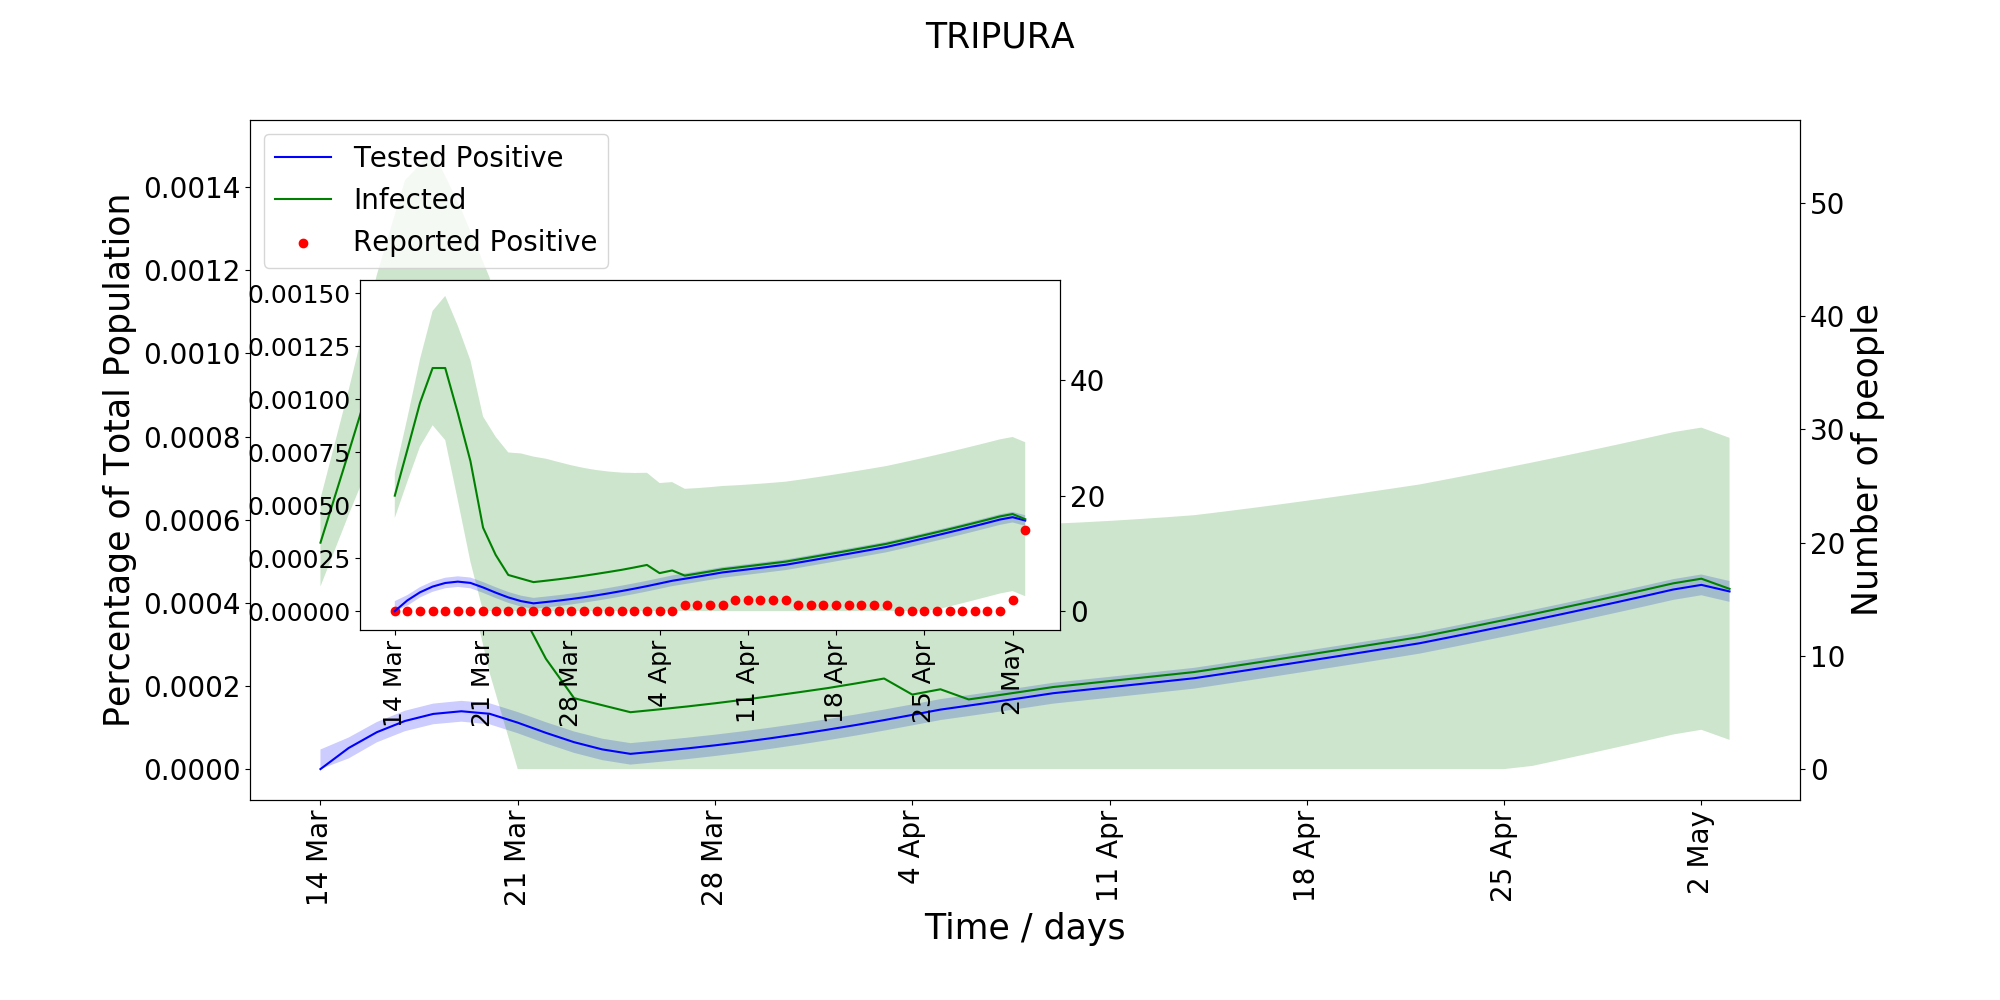 TRIPURA
Tested Positive
Infected
Reported Positive
Percentage of Total Population
0.0014
0.0012
0.0010
0.0008
0.0006
0.0004
0.0002
0.0000
0.00150
0.00125
0.00100
0.00075
0.00050
0.00025
0.00000
40
20
0
14 Mar
21 Mar
28 Mar
4 Apr
11 Apr
18 Apr
25 Apr
2 May
50
40
30
20
10
0
Number of people
14 Mar
21 Mar
28 Mar
4 Apr
11 Apr
18 Apr
25 Apr
2 May
Time / days